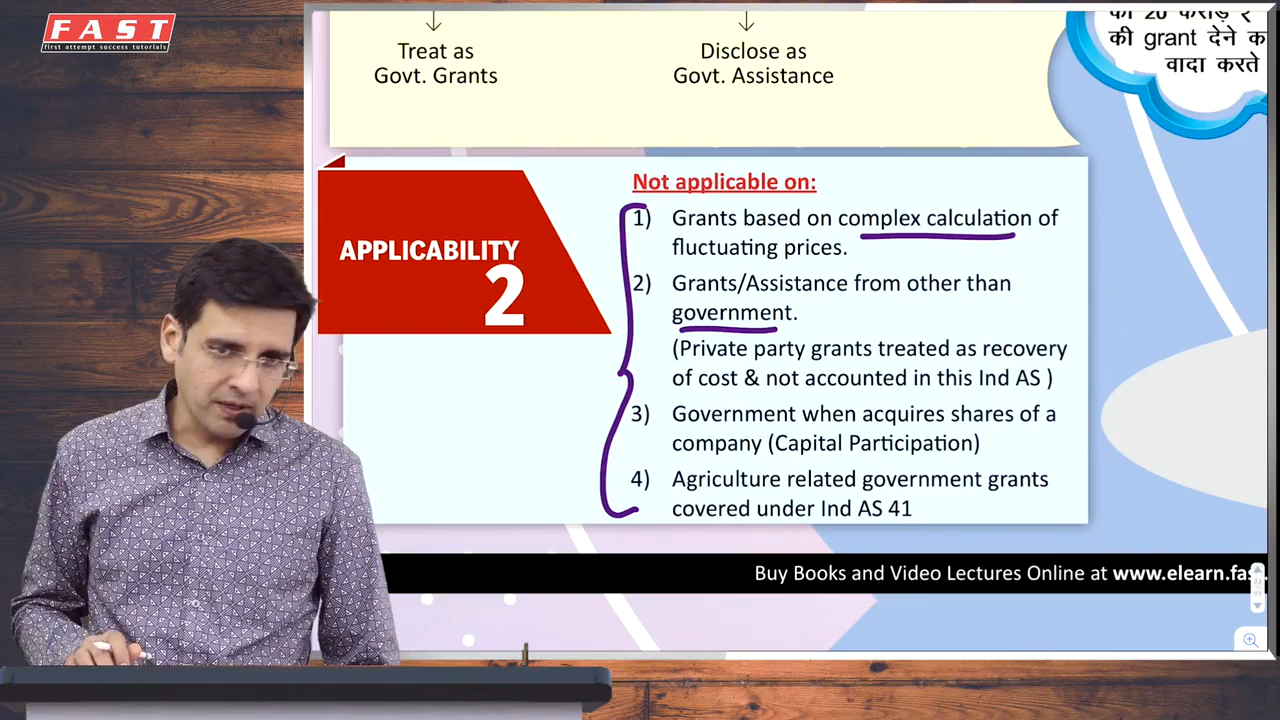 FAST
first attempt success tutorials
Treat as
Govt. Grants
Disclose as
Govt. Assistance
को 20 करोड़ र
की grant देने क
वादा करते
APPLICABILITY
2
Not applicable on:
1) Grants based on complex calculation of
fluctuating prices.
2) Grants/Assistance from other than
government.
(Private party grants treated as recovery
of cost & not accounted in this Ind AS )
3) Government when acquires shares of a
company (Capital Participation)
4) Agriculture related government grants
covered under Ind AS 41
Buy Books and Video Lectures Online at www.elearn.fas